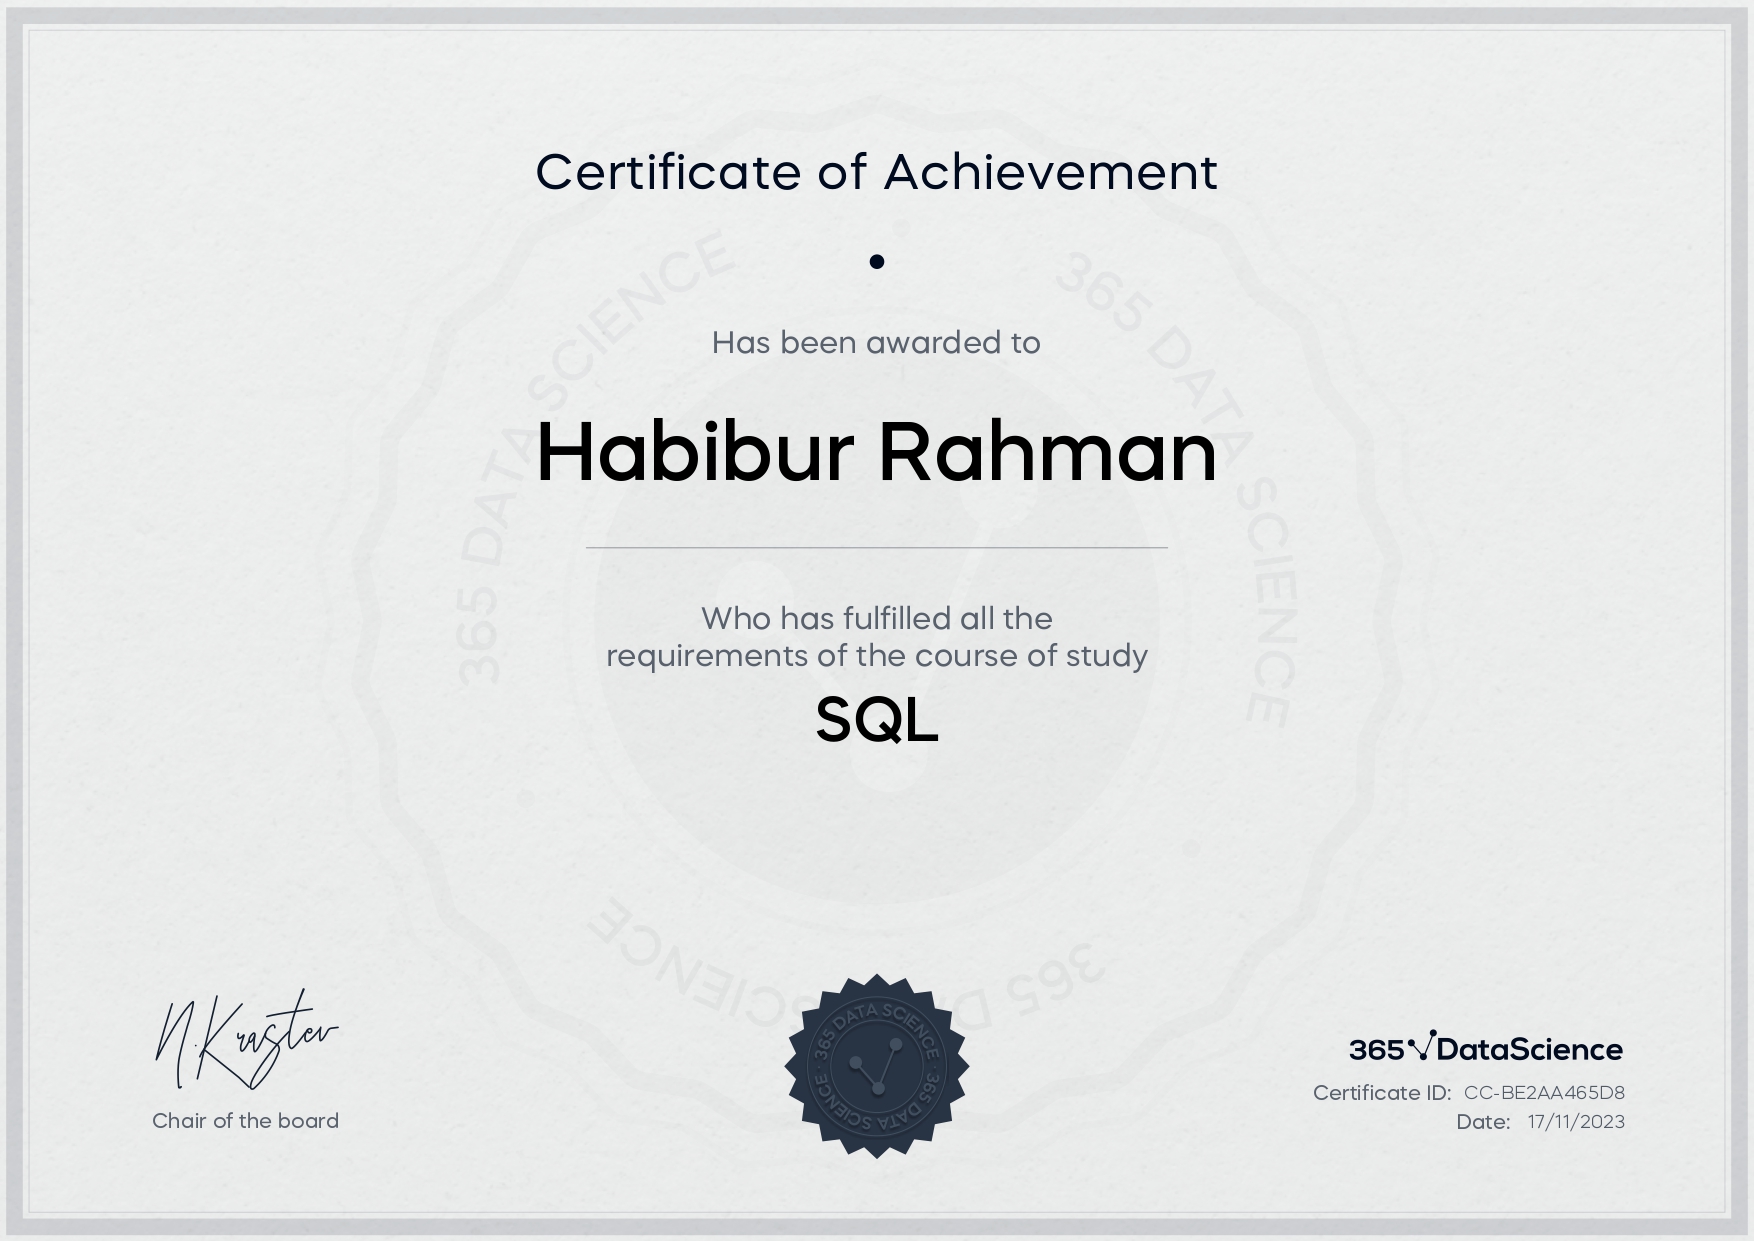 Certificate of Achievement
•
Has been awarded to
Habibur Rahman
Who has fulfilled all the
requirements of the course of study
SQL
N.Krastev
Chair of the board
365 DATA SCIENCE · 365 DATA SCIENCE ·
365 DataScience
Certificate ID: CC-BE2AA465D8
Date: 17/11/2023
365 DATA SCIENCE
365 DATA SCIENCE
365 DATA SCIENCE